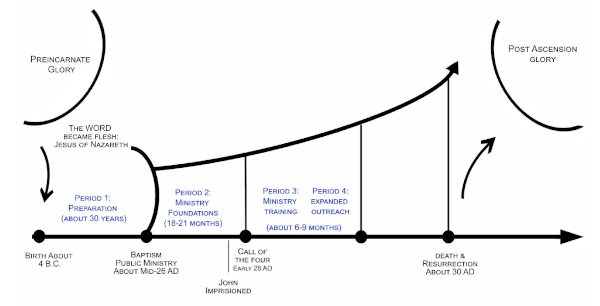 PREINCARNATE
GLORY
POST ASCENSION
GLORY
THE WORD
BECAME FLESH:
JESUS OF NAZARETH
PERIOD 1:
PREPARATION
(ABOUT 30 YEARS)
PERIOD 2:
MINISTRY
FOUNDATIONS
(18-21 MONTHS)
PERIOD 3:
MINISTRY
TRAINING
PERIOD 4:
EXPANDED
OUTREACH
(ABOUT 6-9 MONTHS)
BIRTH ABOUT
4 B.C.
BAPTISM
PUBLIC MINISTRY
ABOUT MID-26 AD
JOHN
IMPRISIONED
CALL OF
THE FOUR
EARLY 28 AD
DEATH &
RESURRECTION
ABOUT 30 AD